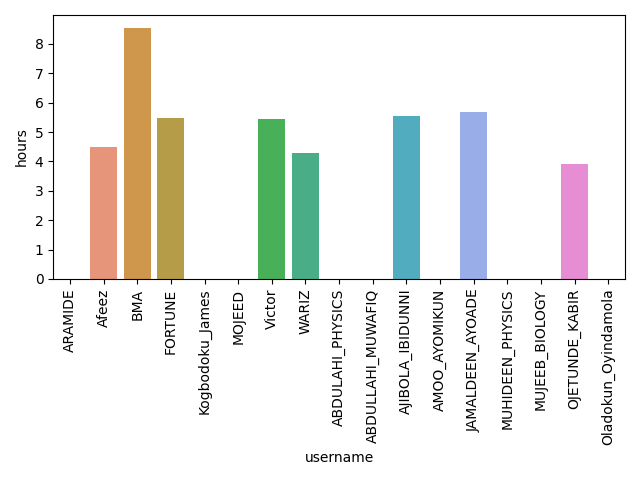 8
7
6
5
4
3
2
1
0
hours
ARAMIDE
Afeez
BMA
FORTUNE
Kogbodoku_James
MOJEED
Victor
WARIZ
ABDULAHI_PHYSICS
ABDULLAHI_MUWAFIQ
AJIBOLA_IBIDUNNI
AMOO_AYOMIKUN
JAMALDEEN_AYOADE
MUHIDEEN_PHYSICS
MUJEEB_BIOLOGY
OJETUNDE_KABIR
Oladokun_Oyindamola
username